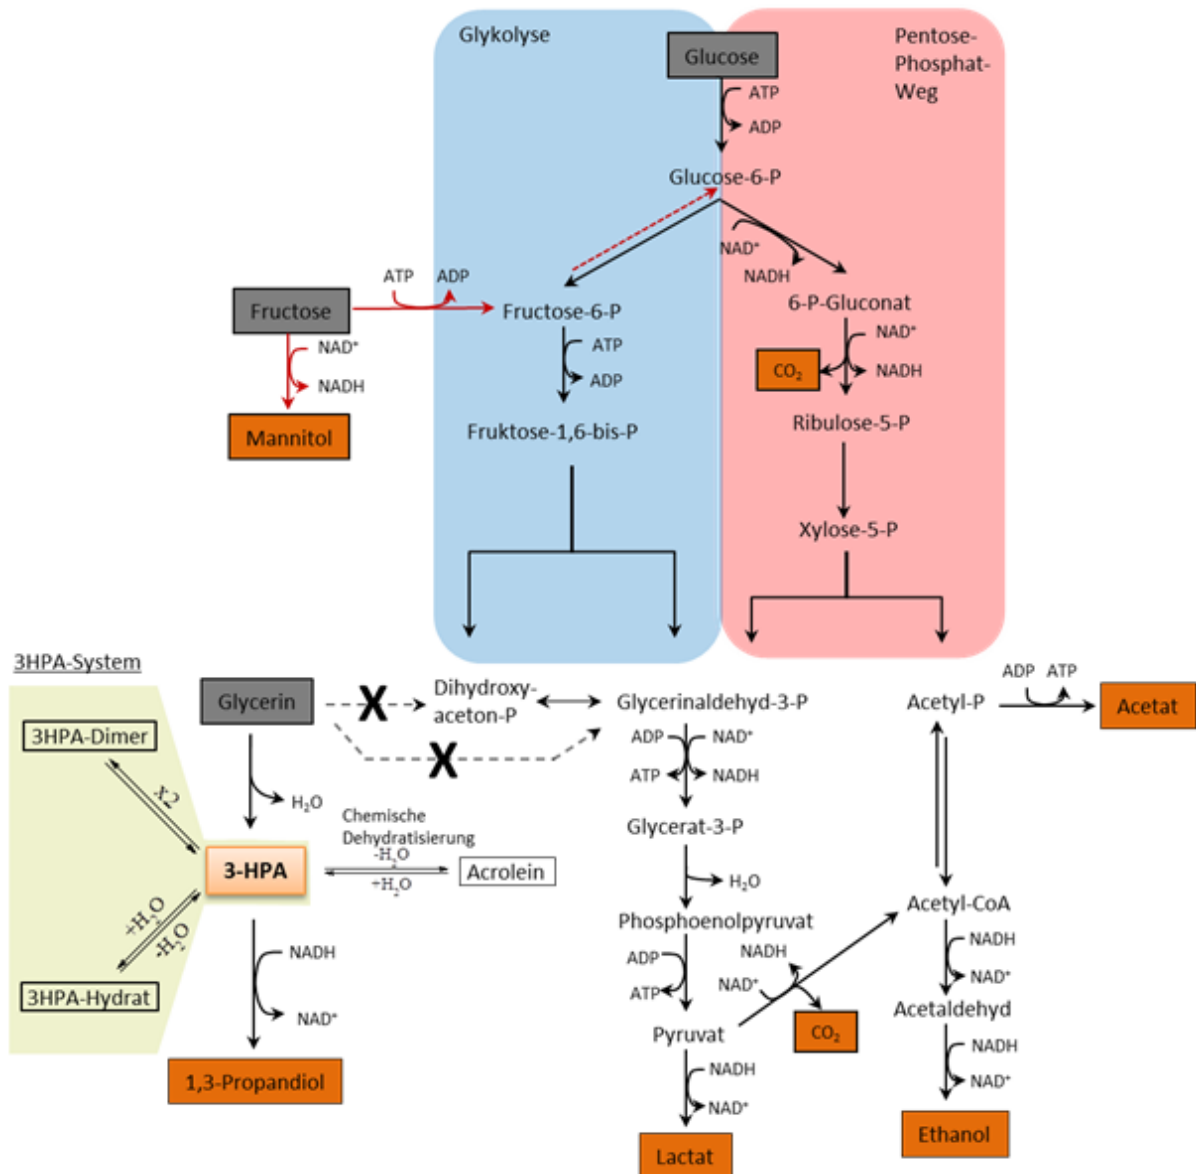 Glykolyse
Pentose-
Phosphat-
Weg
Glucose
ATP
ADP
Glucose-6-P
NAD⁺
NADH
ATP
ADP
Fructose
Fructose-6-P
6-P-Gluconat
NAD⁺
NADH
ATP
ADP
NAD⁺
CO₂
NADH
Mannitol
Fruktose-1,6-bis-P
Ribulose-5-P
Xylose-5-P
3HPA-System
Glycerin
X
Dihydroxy-
aceton-P
Glycerinaldehyd-3-P
Acetyl-P
ADP
ATP
Acetat
3HPA-Dimer
x2
X
ADP
NAD⁺
ATP
NADH
H₂O
Chemische
Dehydratisierung
-H₂O
+H₂O
Acrolein
3-HPA
Glycerat-3-P
H₂O
+H₂O
-H₂O
3HPA-Hydrat
Phosphoenolpyruvat
Acetyl-CoA
NADH
NAD⁺
ADP
ATP
NADH
NAD⁺
CO₂
NADH
NAD⁺
Pyruvat
Acetaldehyd
1,3-Propandiol
NADH
NAD⁺
NADH
NAD⁺
Lactat
Ethanol